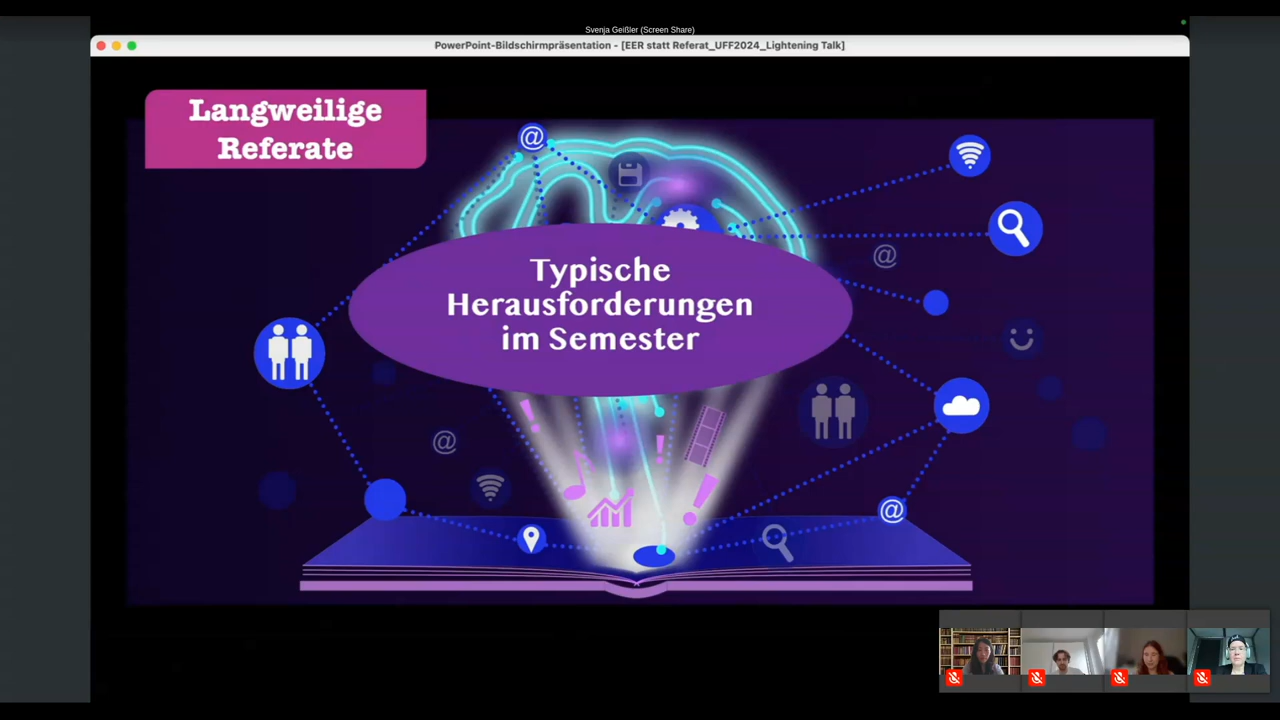 Svenja Geißler (Screen Share)
PowerPoint-Bildschirmpräsentation - [EER statt Referat_UFF2024_Lightening Talk]
Langweilige
Referate
Typische
Herausforderungen
im Semester